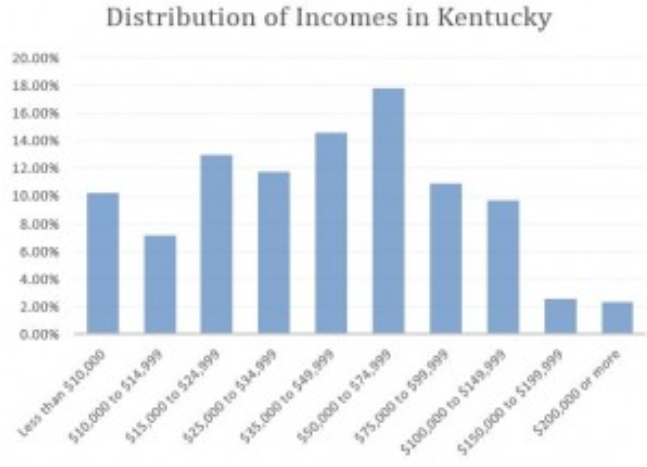 Distribution of Incomes in Kentucky
20.00%
18.00%
16.00%
14.00%
12.00%
10.00%
8.00%
6.00%
4.00%
2.00%
0.00%
Less than $10,000
$10,000 to $14,999
$15,000 to $24,999
$25,000 to $34,999
$35,000 to $49,999
$50,000 to $74,999
$75,000 to $99,999
$100,000 to $149,999
$150,000 to $199,999
$200,000 or more